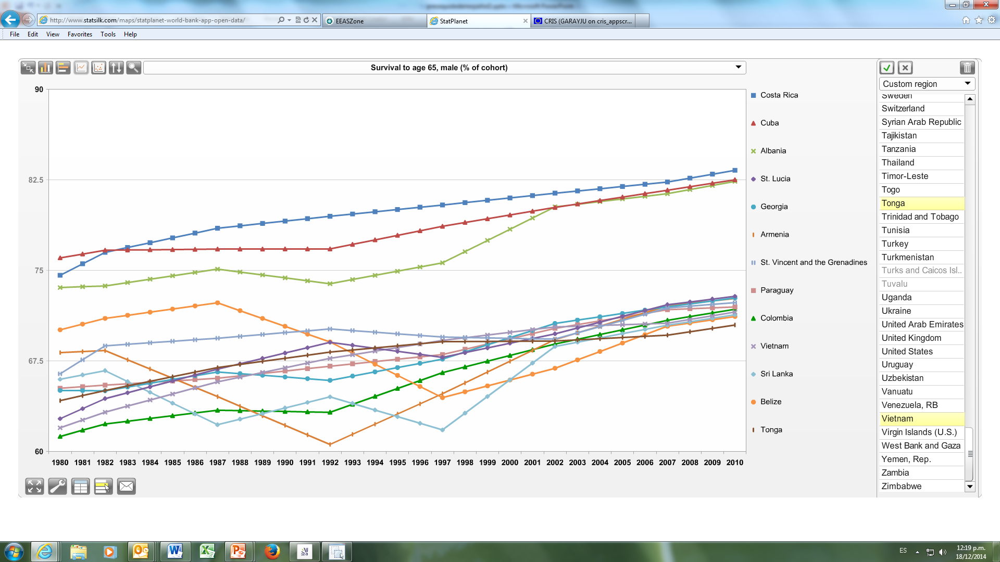 http://www.statsilk.com/maps/statplanet-world-bank-app-open-data/
EEASZone
StatPlanet
CRIS (GARAYJU on cris_appscr...
File Edit View Favorites Tools Help
Survival to age 65, male (% of cohort)
90
82.5
75
67.5
60
1980 1981 1982 1983 1984 1985 1986 1987 1988 1989 1990 1991 1992 1993 1994 1995 1996 1997 1998 1999 2000 2001 2002 2003 2004 2005 2006 2007 2008 2009 2010
Costa Rica
Cuba
Albania
St. Lucia
Georgia
Armenia
St. Vincent and the Grenadines
Paraguay
Colombia
Vietnam
Sri Lanka
Belize
Tonga
Custom region
Sweden
Switzerland
Syrian Arab Republic
Tajikistan
Tanzania
Thailand
Timor-Leste
Togo
Tonga
Trinidad and Tobago
Tunisia
Turkey
Turkmenistan
Turks and Caicos Isl..
Tuvalu
Uganda
Ukraine
United Arab Emirates
United Kingdom
United States
Uruguay
Uzbekistan
Vanuatu
Venezuela, RB
Vietnam
Virgin Islands (U.S.)
West Bank and Gaza
Yemen, Rep.
Zambia
Zimbabwe
ES
12:19 p.m.
18/12/2014